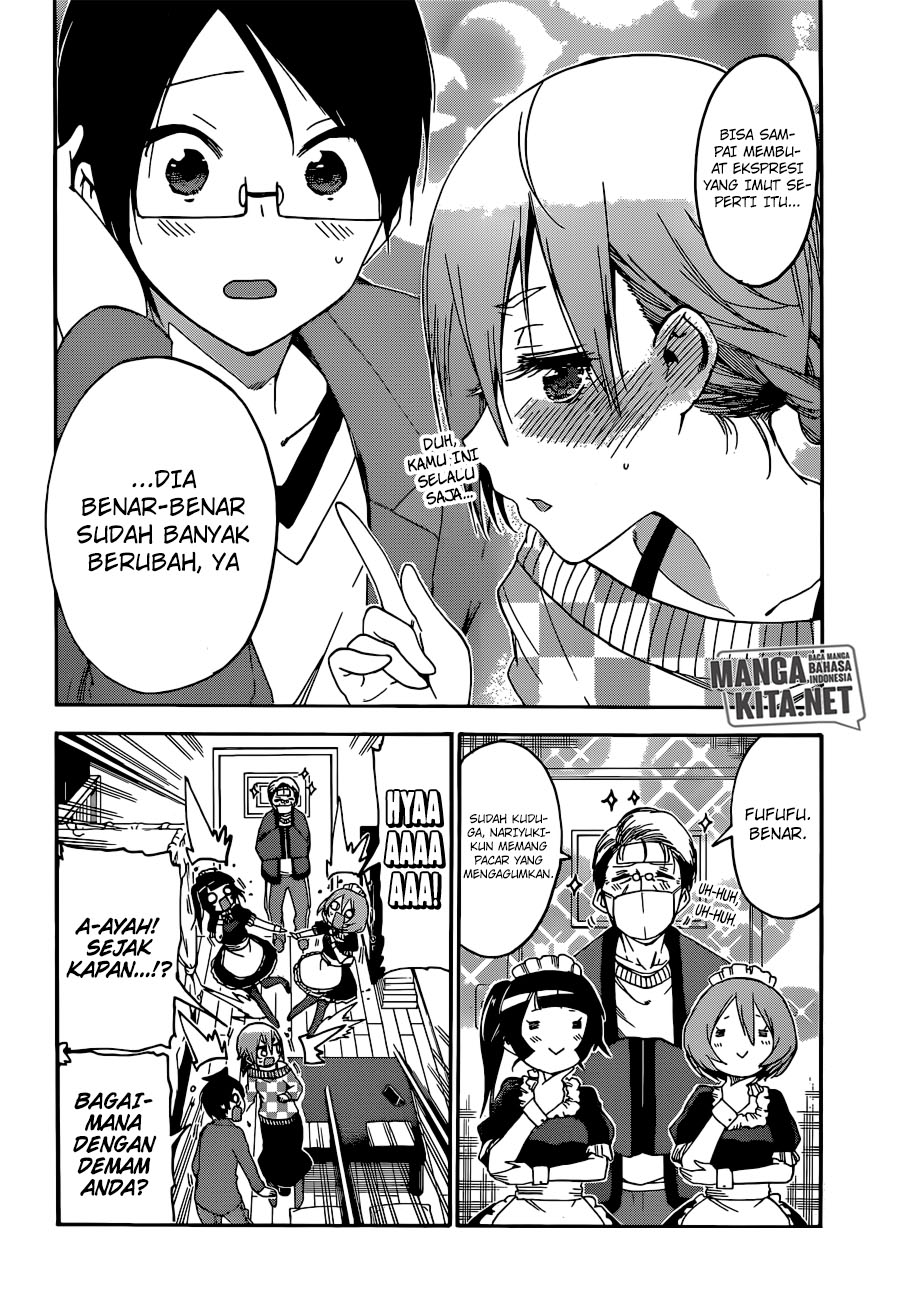 BISA SAM-
PAI MEMBU-
AT EKSPRESI
YANG IMUT SE-
PERTI ITU...
DUH,
KAMU INI
SELALU
SAJA...
...DIA
BENAR-BENAR
SUDAH BANYAK
BERUBAH, YA
MANGA
KITA.NET
BACA MANGA
BAHASA
INDONESIA
FUFUFU.
BENAR.
SUDAH KUDU-
GA, NARIYUKI-
KUN MEMANG
PACAR YANG
MENGAGUMKAN.
UH-HUH,
UH-HUH.
HYAA
AAAA
AAA!
A-AYAH!
SEJAK
KAPAN...!?
BAGAI-
MANA
DENGAN
DEMAM
ANDA?